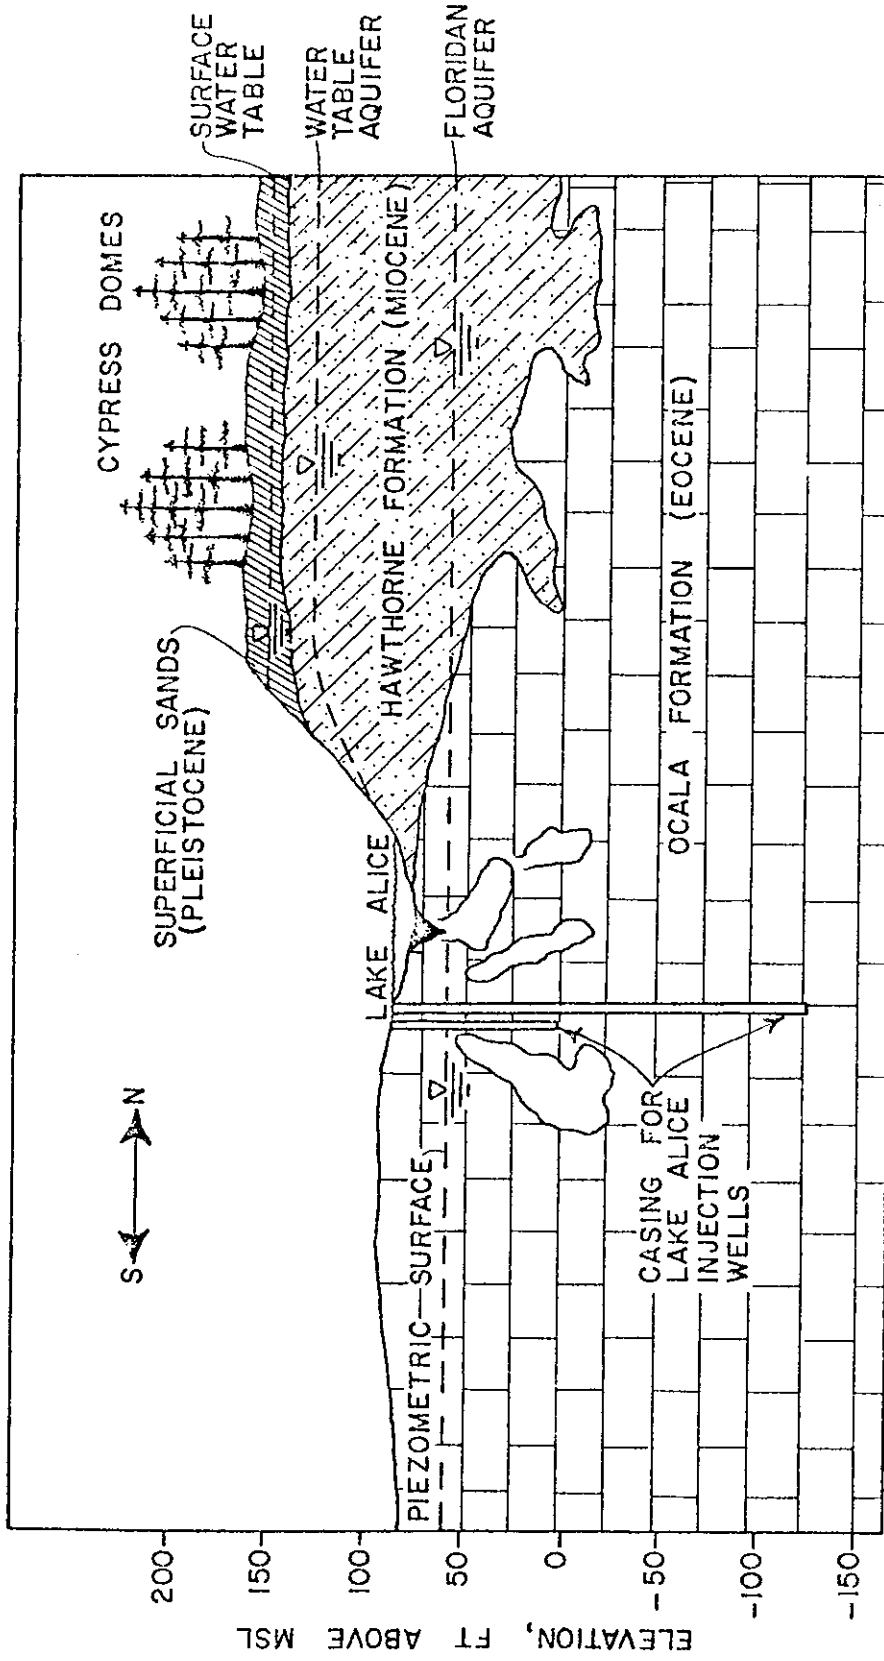 S
N
SUPERFICIAL SANDS
(PLEISTOCENE)
CYPRESS DOMES
SURFACE
WATER
TABLE
WATER
TABLE
AQUIFER
FLORIDAN
AQUIFER
LAKE ALICE
HAWTHORNE FORMATION (MIOCENE)
PIEZOMETRIC SURFACE
OCALA FORMATION (EOCENE)
CASING FOR
LAKE ALICE
INJECTION
WELLS
ELEVATION, FT ABOVE MSL
200
150
100
50
0
-50
-100
-150